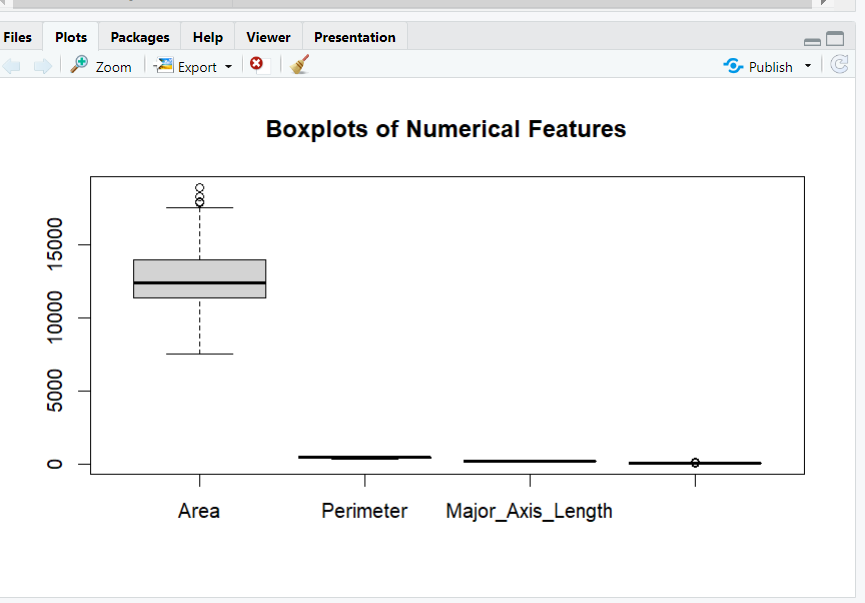 Files Plots Packages Help Viewer Presentation
Zoom Export Publish
Boxplots of Numerical Features
15000
10000
5000
0
Area Perimeter Major_Axis_Length